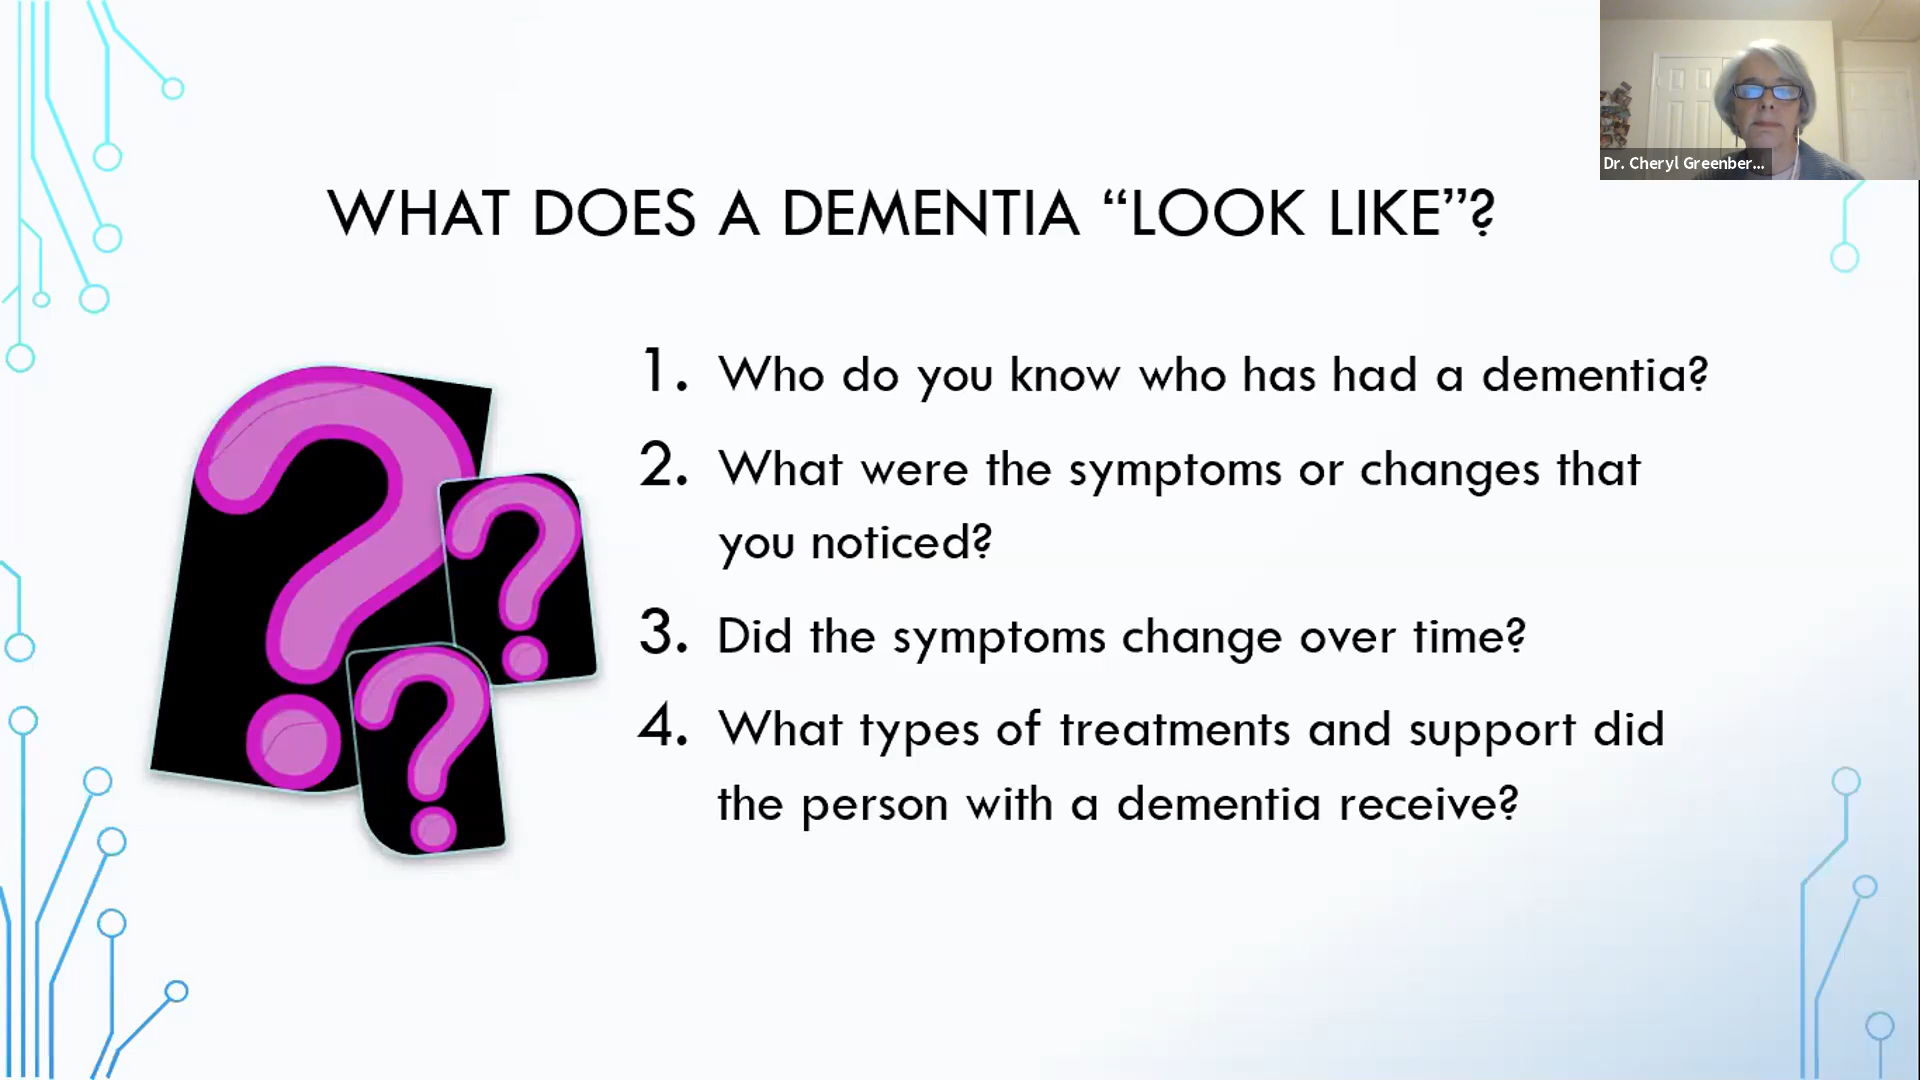 Dr. Cheryl Greenber...
WHAT DOES A DEMENTIA “LOOK LIKE”?
1. Who do you know who has had a dementia?
2. What were the symptoms or changes that
you noticed?
3. Did the symptoms change over time?
4. What types of treatments and support did
the person with a dementia receive?